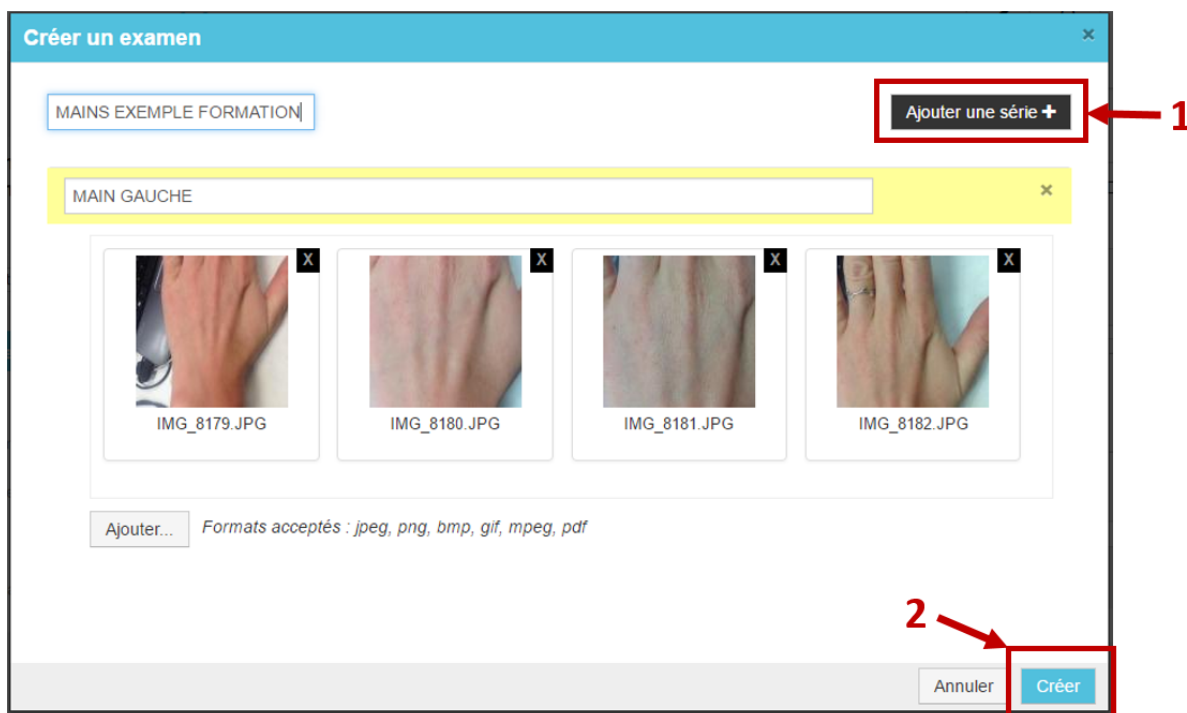 Créer un examen ×
MAINS EXEMPLE FORMATION
Ajouter une série +
1
MAIN GAUCHE ×
X X X X
IMG_8179.JPG IMG_8180.JPG IMG_8181.JPG IMG_8182.JPG
Ajouter... Formats acceptés : jpeg, png, bmp, gif, mpeg, pdf
2
Annuler Créer